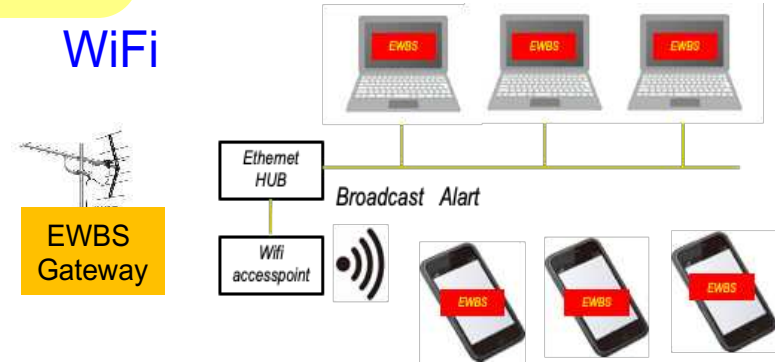 WiFi
EWBS
EWBS
EWBS
Ethernet
HUB
Broadcast Alart
EWBS
Gateway
Wifi
accesspoint
EWBS
EWBS
EWBS